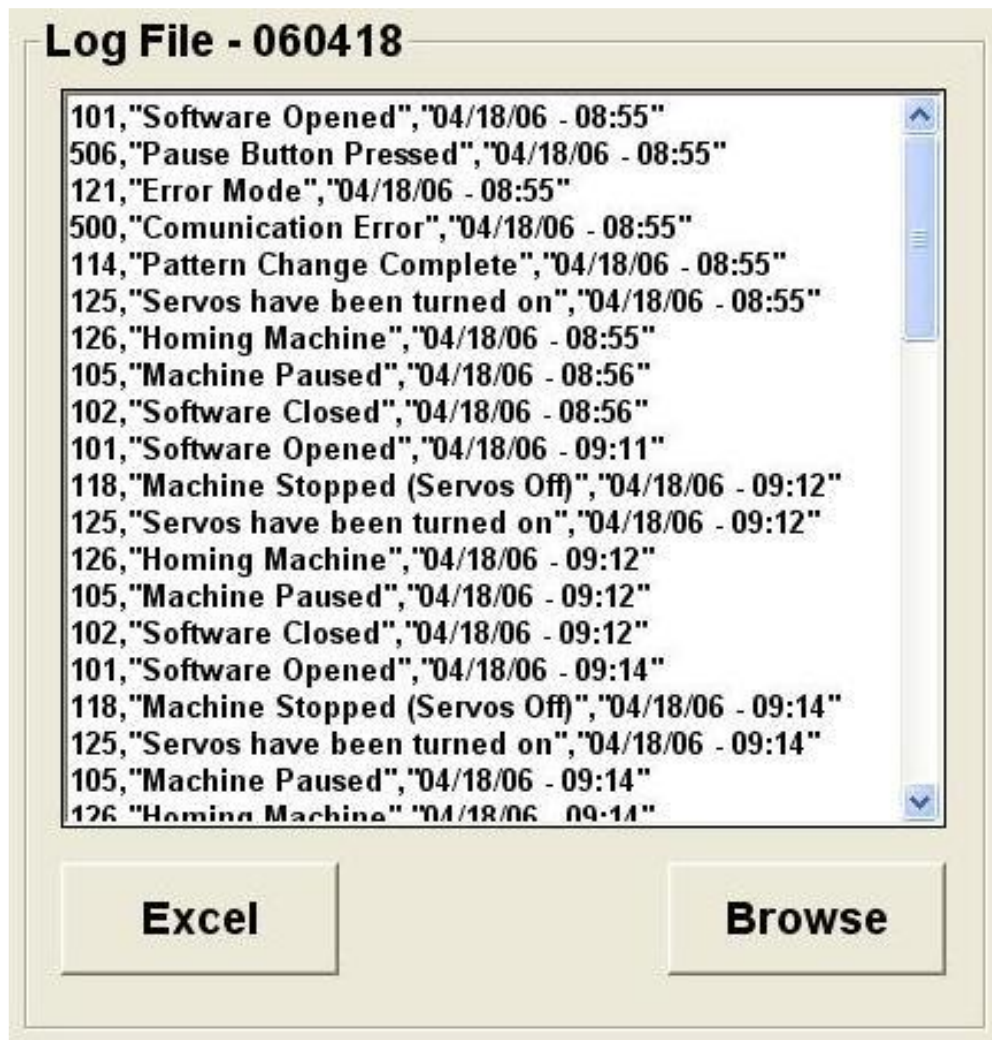 Log File - 060418
101,"Software Opened","04/18/06 - 08:55"
506,"Pause Button Pressed","04/18/06 - 08:55"
121,"Error Mode","04/18/06 - 08:55"
500,"Comunication Error","04/18/06 - 08:55"
114,"Pattern Change Complete","04/18/06 - 08:55"
125,"Servos have been turned on","04/18/06 - 08:55"
126,"Homing Machine","04/18/06 - 08:55"
105,"Machine Paused","04/18/06 - 08:56"
102,"Software Closed","04/18/06 - 08:56"
101,"Software Opened","04/18/06 - 09:11"
118,"Machine Stopped (Servos Off)","04/18/06 - 09:12"
125,"Servos have been turned on","04/18/06 - 09:12"
126,"Homing Machine","04/18/06 - 09:12"
105,"Machine Paused","04/18/06 - 09:12"
102,"Software Closed","04/18/06 - 09:12"
101,"Software Opened","04/18/06 - 09:14"
118,"Machine Stopped (Servos Off)","04/18/06 - 09:14"
125,"Servos have been turned on","04/18/06 - 09:14"
105,"Machine Paused","04/18/06 - 09:14"
126,"Homing Machine","04/18/06 - 09:14"
Excel Browse